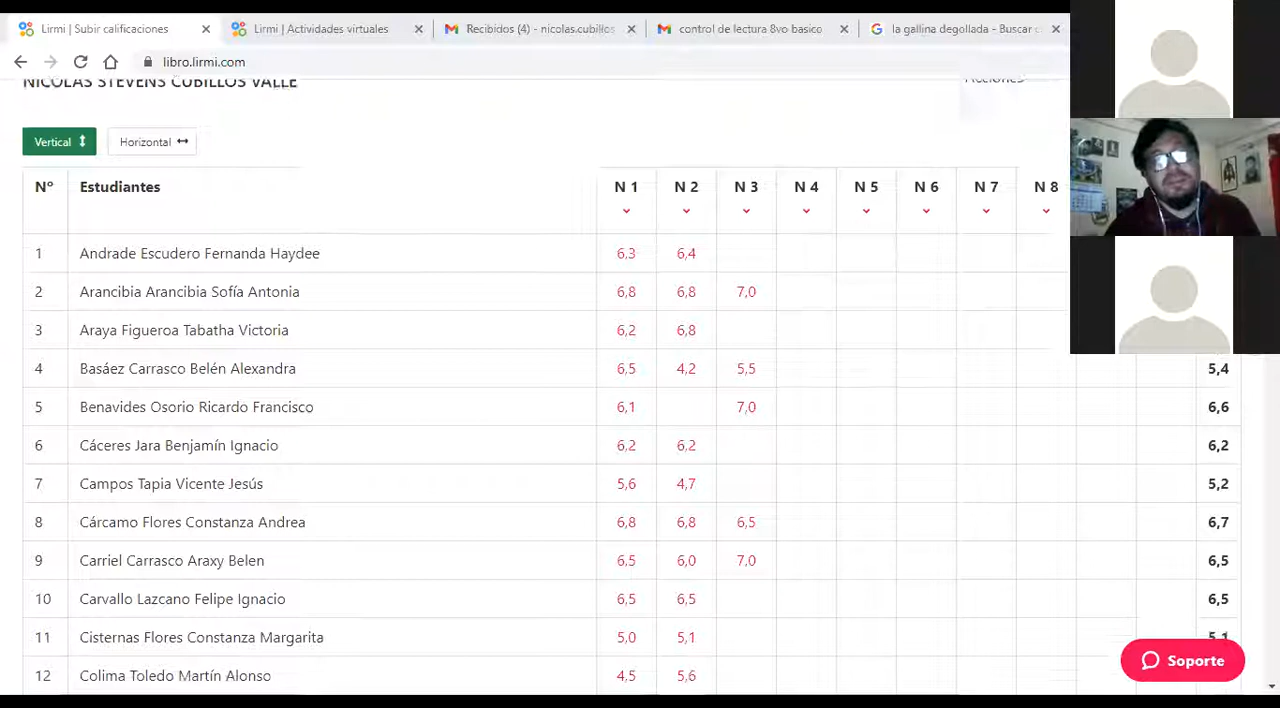 Lirmi | Subir calificaciones
Lirmi | Actividades virtuales
Recibidos (4) - nicolas.cubillos
control de lectura 8vo basico
la gallina degollada - Buscar c
libro.lirmi.com
NICOLAS STEVENS CUBILLOS VALLE
Acciones
Vertical
Horizontal
Nº Estudiantes N 1 N 2 N 3 N 4 N 5 N 6 N 7 N 8
1 Andrade Escudero Fernanda Haydee 6,3 6,4
2 Arancibia Arancibia Sofía Antonia 6,8 6,8 7,0
3 Araya Figueroa Tabatha Victoria 6,2 6,8
4 Basáez Carrasco Belén Alexandra 6,5 4,2 5,5 5,4
5 Benavides Osorio Ricardo Francisco 6,1 7,0 6,6
6 Cáceres Jara Benjamín Ignacio 6,2 6,2 6,2
7 Campos Tapia Vicente Jesús 5,6 4,7 5,2
8 Cárcamo Flores Constanza Andrea 6,8 6,8 6,5 6,7
9 Carriel Carrasco Araxy Belen 6,5 6,0 7,0 6,5
10 Carvallo Lazcano Felipe Ignacio 6,5 6,5 6,5
11 Cisternas Flores Constanza Margarita 5,0 5,1 5,1
12 Colima Toledo Martín Alonso 4,5 5,6
Soporte